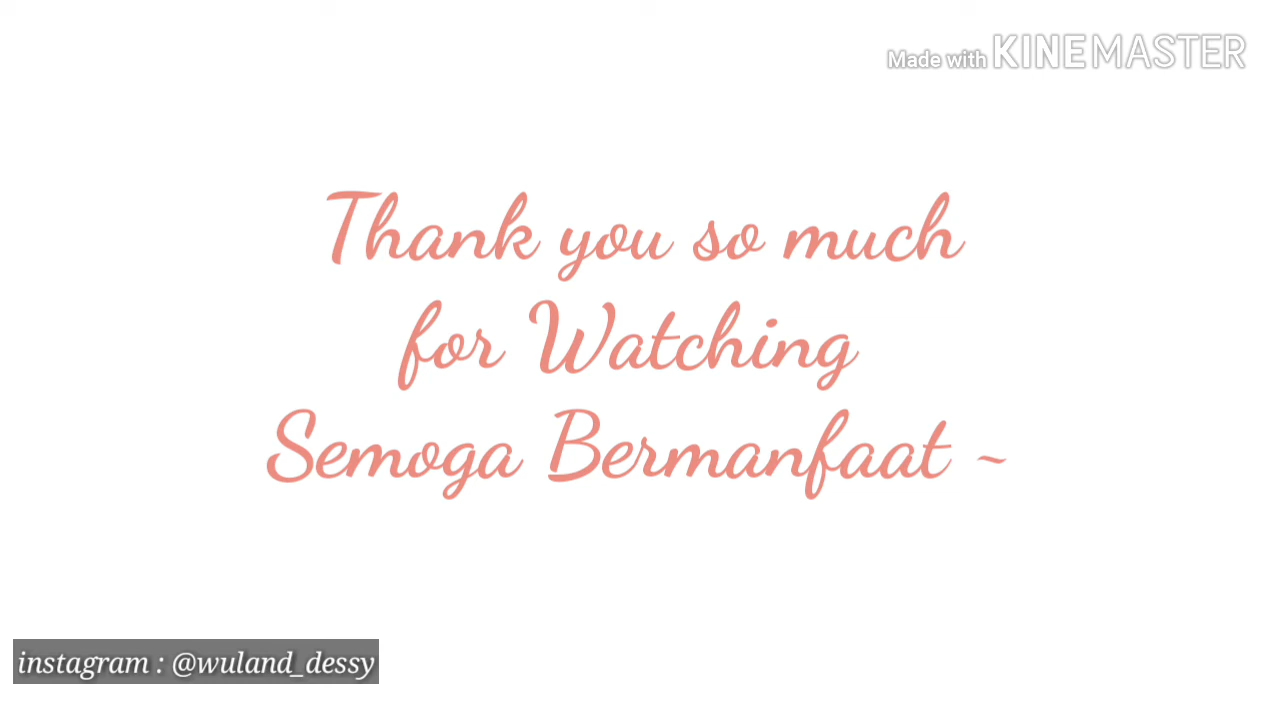 Made with KINEMASTER
Thank you so much
for Watching
Semoga Bermanfaat ~
instagram : @wuland_dessy